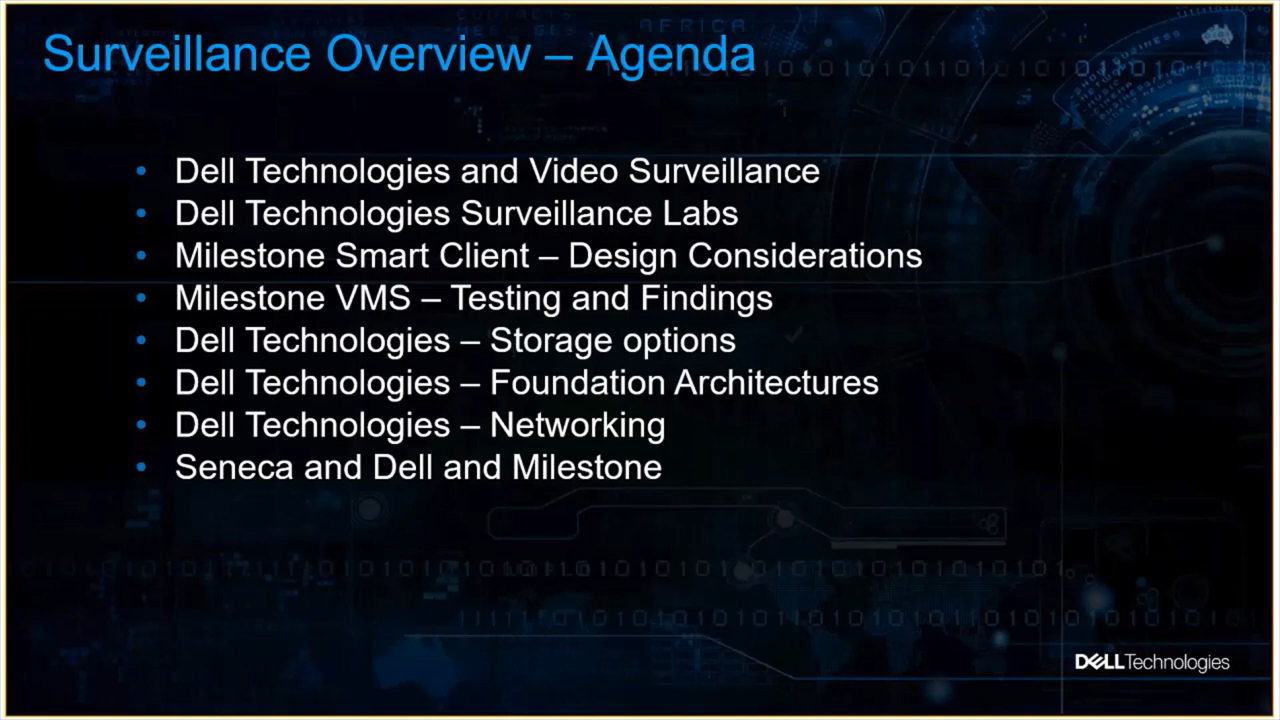 Surveillance Overview – Agenda
AFRICA
• Dell Technologies and Video Surveillance
• Dell Technologies Surveillance Labs
• Milestone Smart Client – Design Considerations
• Milestone VMS – Testing and Findings
• Dell Technologies – Storage options
• Dell Technologies – Foundation Architectures
• Dell Technologies – Networking
• Seneca and Dell and Milestone
DELLTechnologies